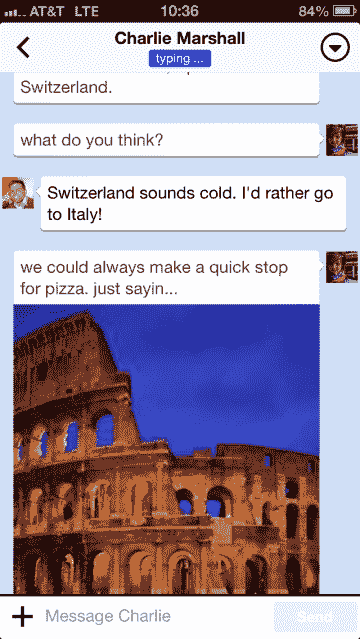 AT&T LTE 10:36 84%
Charlie Marshall
typing ...
Switzerland.
what do you think?
Switzerland sounds cold. I'd rather go
to Italy!
we could always make a quick stop
for pizza. just sayin...
Message Charlie
Send